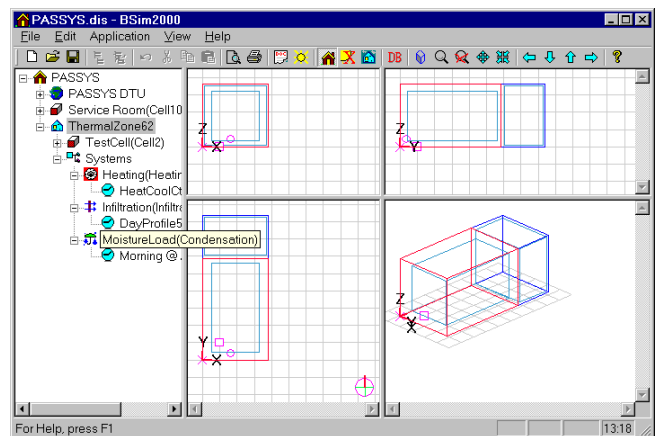 PASSYS.dis - BSim2000
File Edit Application View Help
DB
PASSYS
PASSYS DTU
Service Room(Cell10
ThermalZone62
TestCell(Cell2)
Systems
Heating(Heatin
HeatCoolCt
Infiltration(Infiltra
DayProfile5
MoistureLoad(Condensation)
Morning @.
Z
X
Z
Y
Y
X
Z
Y
X
For Help, press F1
13:18